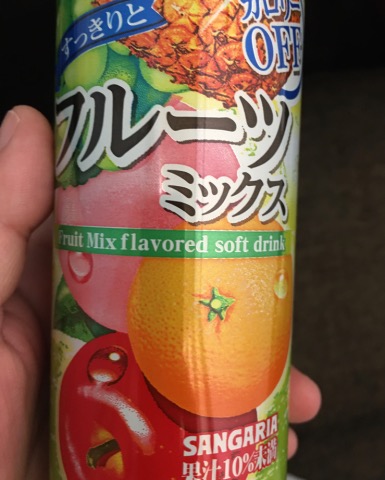 すっきりと
カロリー
OFF
フルーツ
ミックス
Fruit Mix flavored soft drink
SANGARIA
果汁10%未満